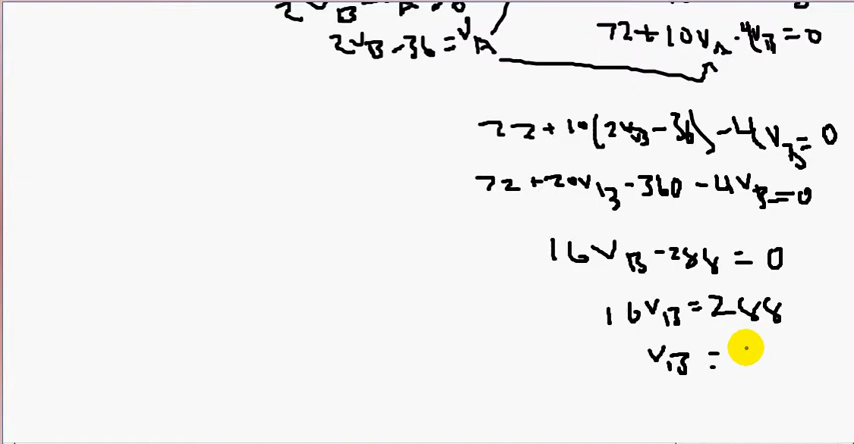 2VB - 36 = VA
72 + 10VA - 4VB = 0
72 + 10(2VB - 36) - 4VB = 0
72 + 20VB - 360 - 4VB = 0
16VB - 288 = 0
16VB = 288
VB =